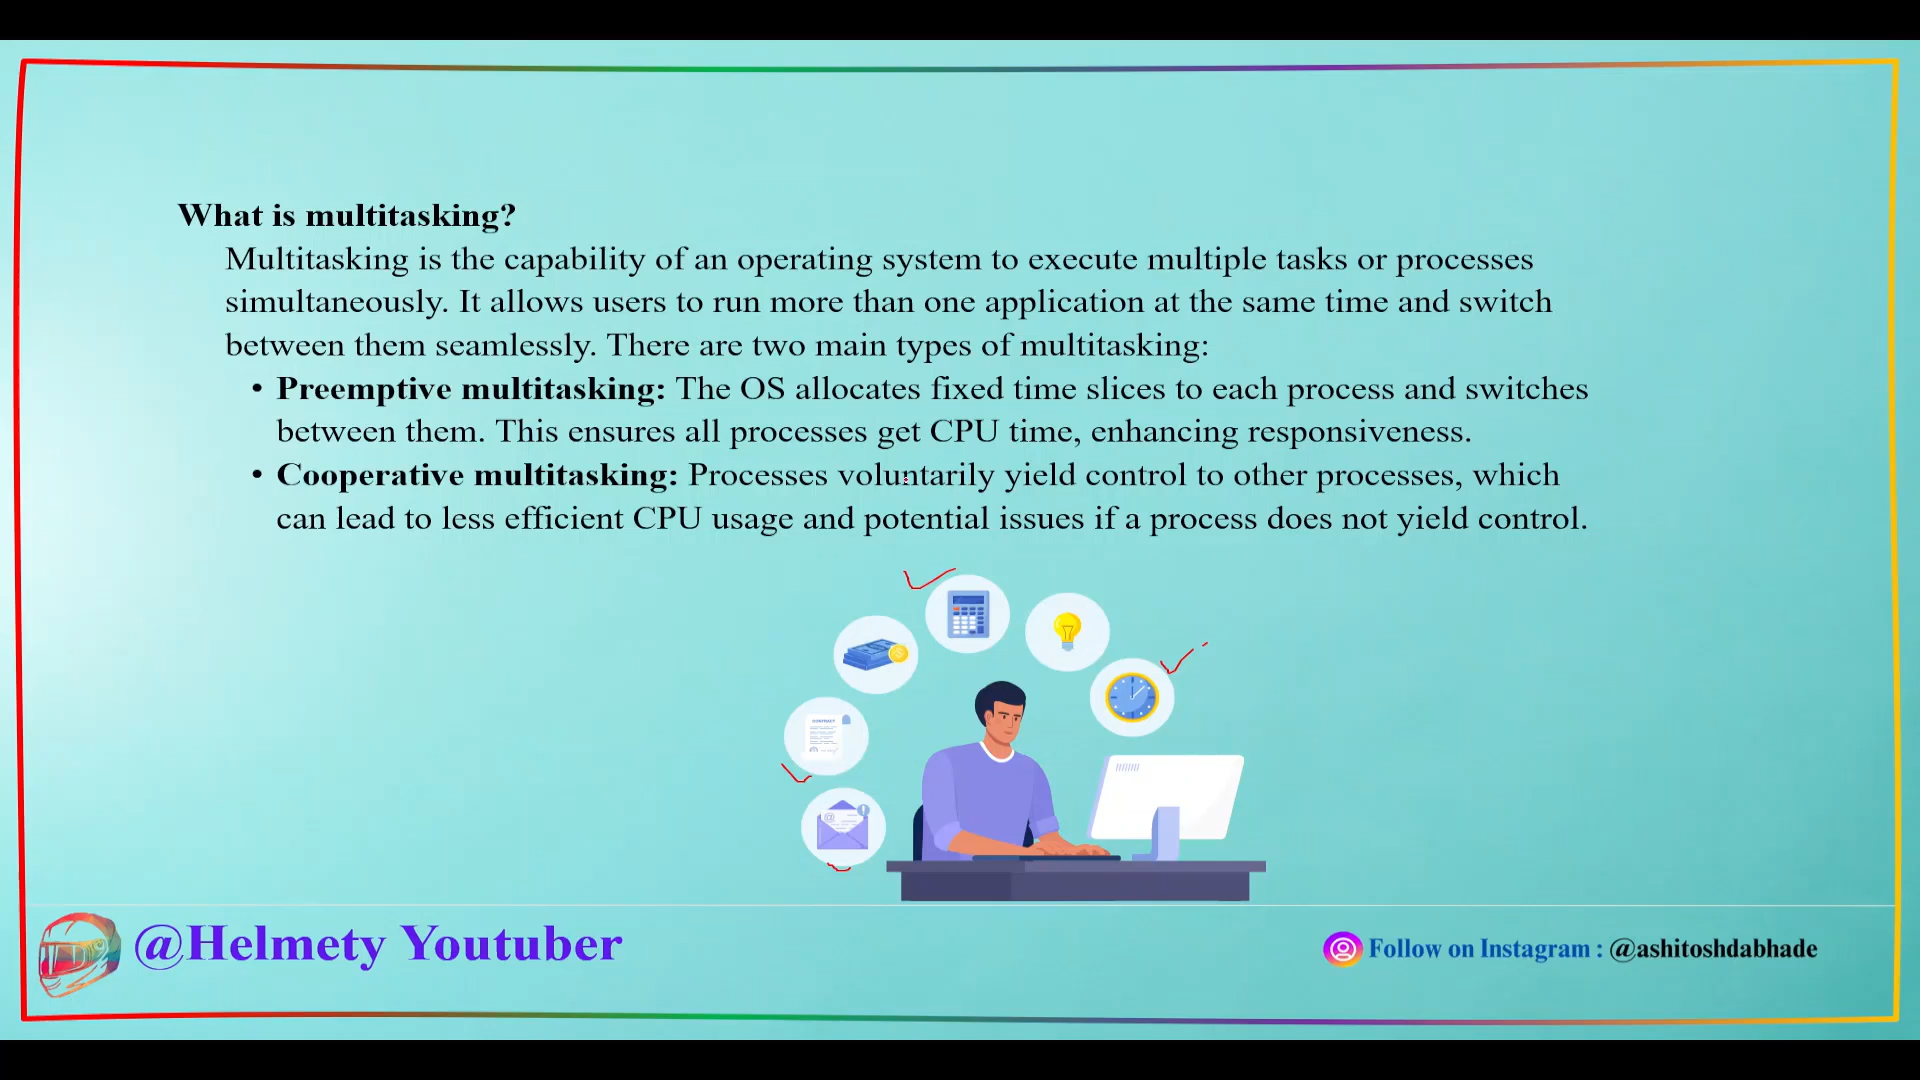 What is multitasking?
Multitasking is the capability of an operating system to execute multiple tasks or processes
simultaneously. It allows users to run more than one application at the same time and switch
between them seamlessly. There are two main types of multitasking:
• Preemptive multitasking: The OS allocates fixed time slices to each process and switches
between them. This ensures all processes get CPU time, enhancing responsiveness.
• Cooperative multitasking: Processes voluntarily yield control to other processes, which
can lead to less efficient CPU usage and potential issues if a process does not yield control.
CONTRACT
@Helmety Youtuber
Follow on Instagram : @ashitoshdabhade